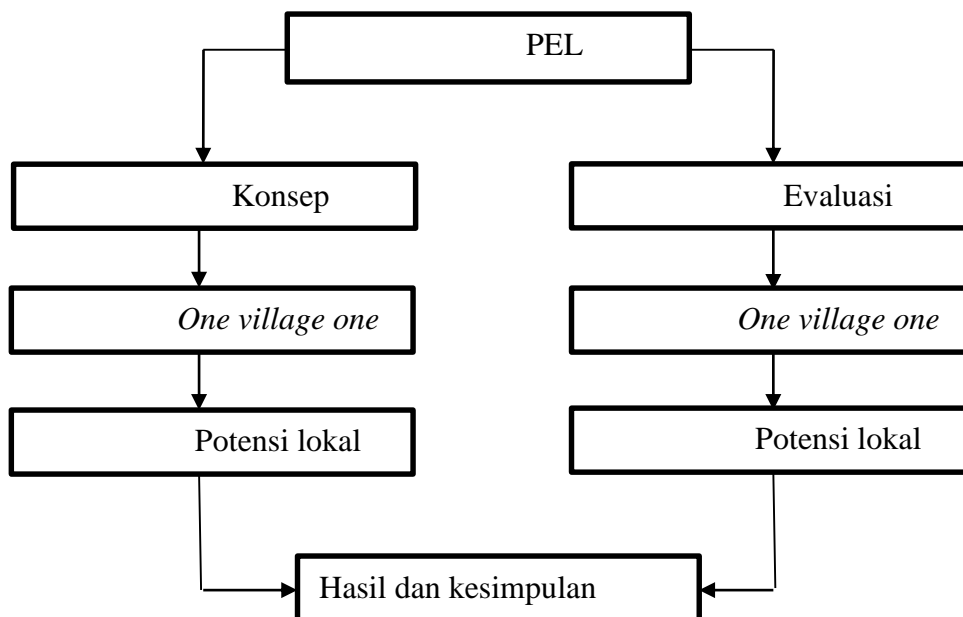 PEL
Konsep
Evaluasi
One village one
One village one
Potensi lokal
Potensi lokal
Hasil dan kesimpulan